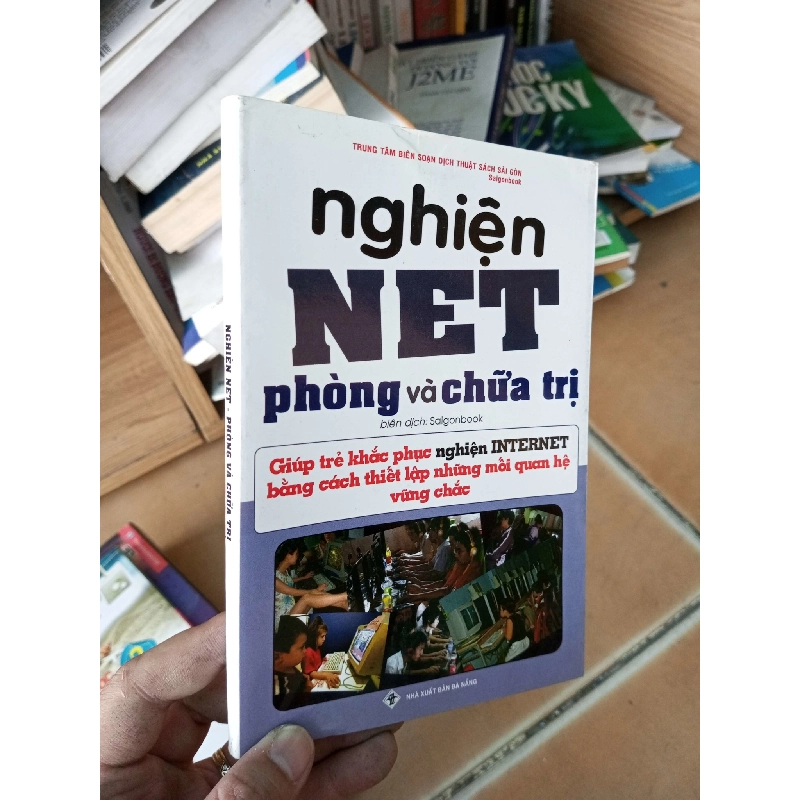 TRUNG TÂM BIÊN SOẠN DỊCH THUẬT SÁCH SÀI GÒN
Saigonbook
nghiện
NET
phòng và chữa trị
biên dịch: Saigonbook
Giúp trẻ khắc phục nghiện INTERNET
bằng cách thiết lập những mối quan hệ
vững chắc
NHÀ XUẤT BẢN ĐÀ NẴNG
NGHIỆN NET - PHÒNG VÀ CHỮA TRỊ
J2ME